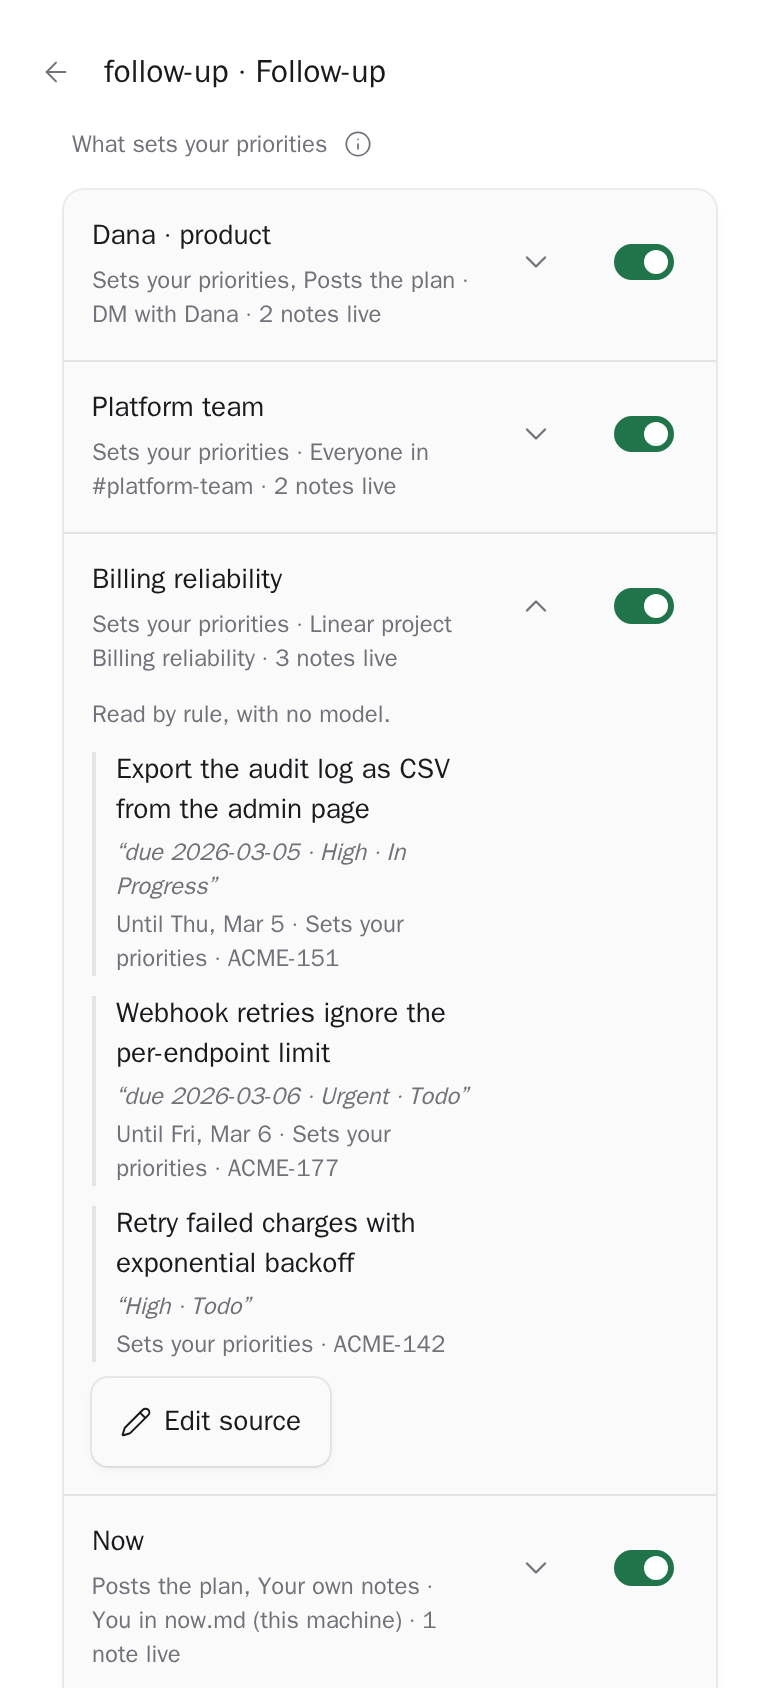 follow-up · Follow-up
What sets your priorities
Dana · product
Sets your priorities, Posts the plan ·
DM with Dana · 2 notes live
Platform team
Sets your priorities · Everyone in
#platform-team · 2 notes live
Billing reliability
Sets your priorities · Linear project
Billing reliability · 3 notes live
Read by rule, with no model.
Export the audit log as CSV
from the admin page
“due 2026-03-05 · High · In
Progress”
Until Thu, Mar 5 · Sets your
priorities · ACME-151
Webhook retries ignore the
per-endpoint limit
“due 2026-03-06 · Urgent · Todo”
Until Fri, Mar 6 · Sets your
priorities · ACME-177
Retry failed charges with
exponential backoff
“High · Todo”
Sets your priorities · ACME-142
Edit source
Now
Posts the plan, Your own notes ·
You in now.md (this machine) · 1
note live